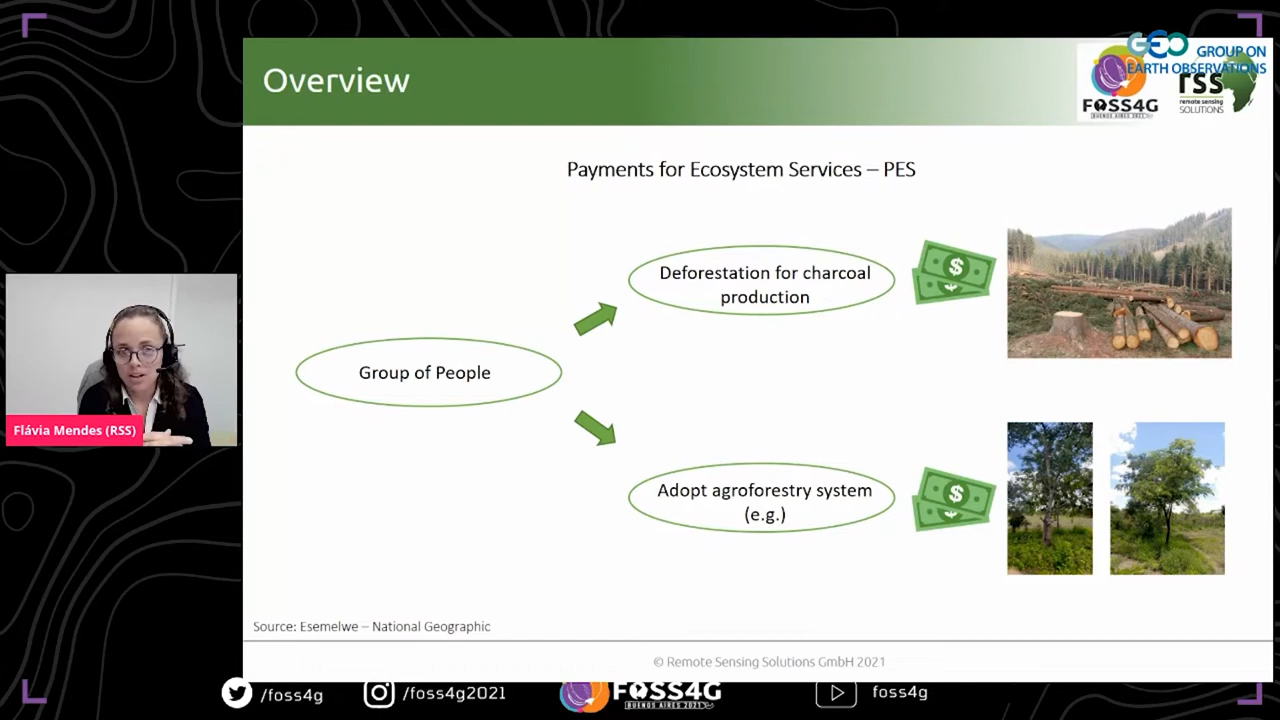 Overview
GEO GROUP ON
EARTH OBSERVATIONS
FOSS4G
BUENOS AIRES 2021
rss
remote sensing
SOLUTIONS
Payments for Ecosystem Services – PES
Deforestation for charcoal
production
Group of People
Adopt agroforestry system
(e.g.)
Flávia Mendes (RSS)
Source: Esemelwe – National Geographic
© Remote Sensing Solutions GmbH 2021
/foss4g
/foss4g2021
FOSS4G
BUENOS AIRES 2021
foss4g